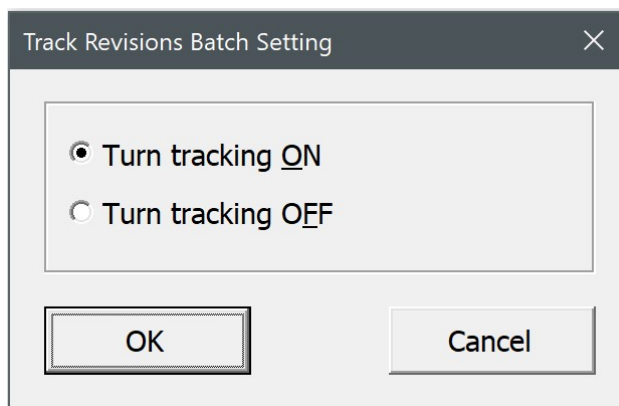 Track Revisions Batch Setting
Turn tracking ON
Turn tracking OFF
OK
Cancel